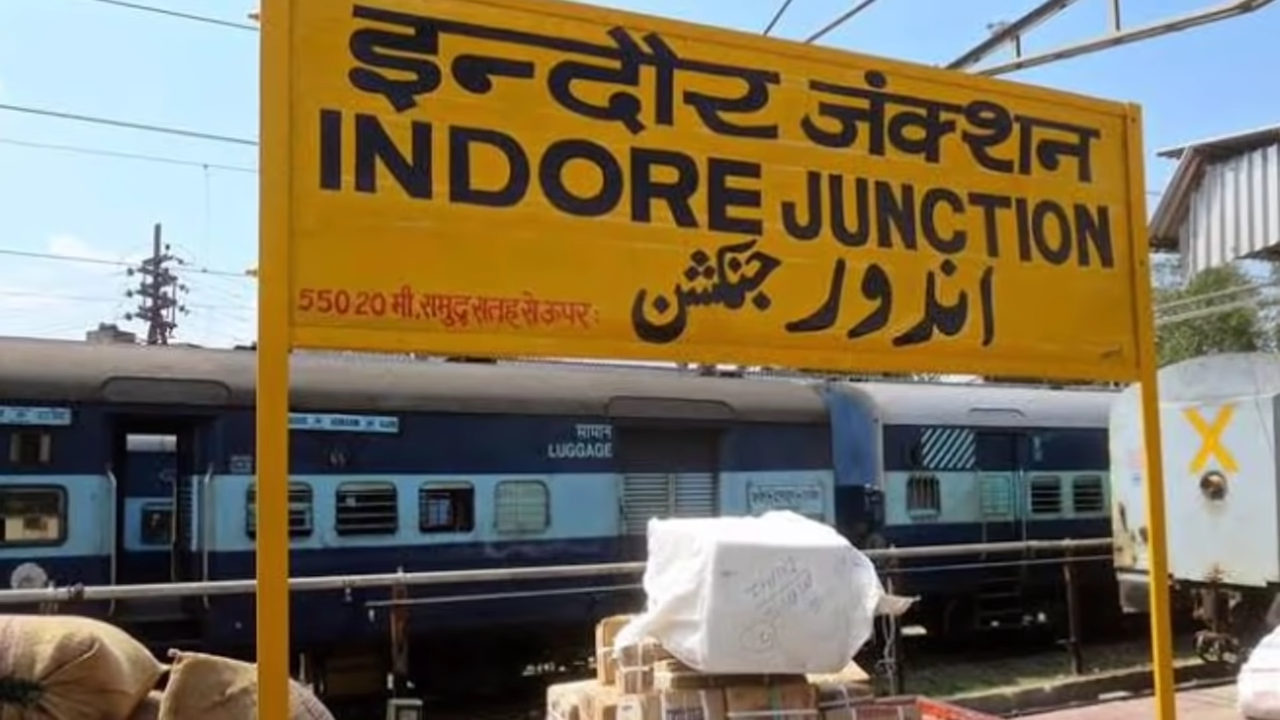 इन्दौर जंक्शन
INDORE JUNCTION
اندور جنکشن
550 20 मी. समुद्र सतह से ऊपर:
सामान
LUGGAGE
X